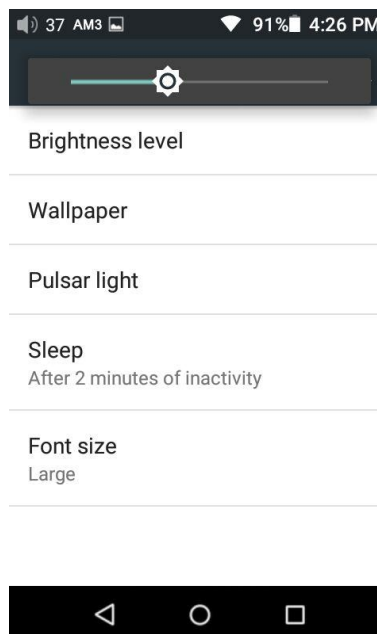 37 AM3 91% 4:26 PM
Brightness level
Wallpaper
Pulsar light
Sleep
After 2 minutes of inactivity
Font size
Large